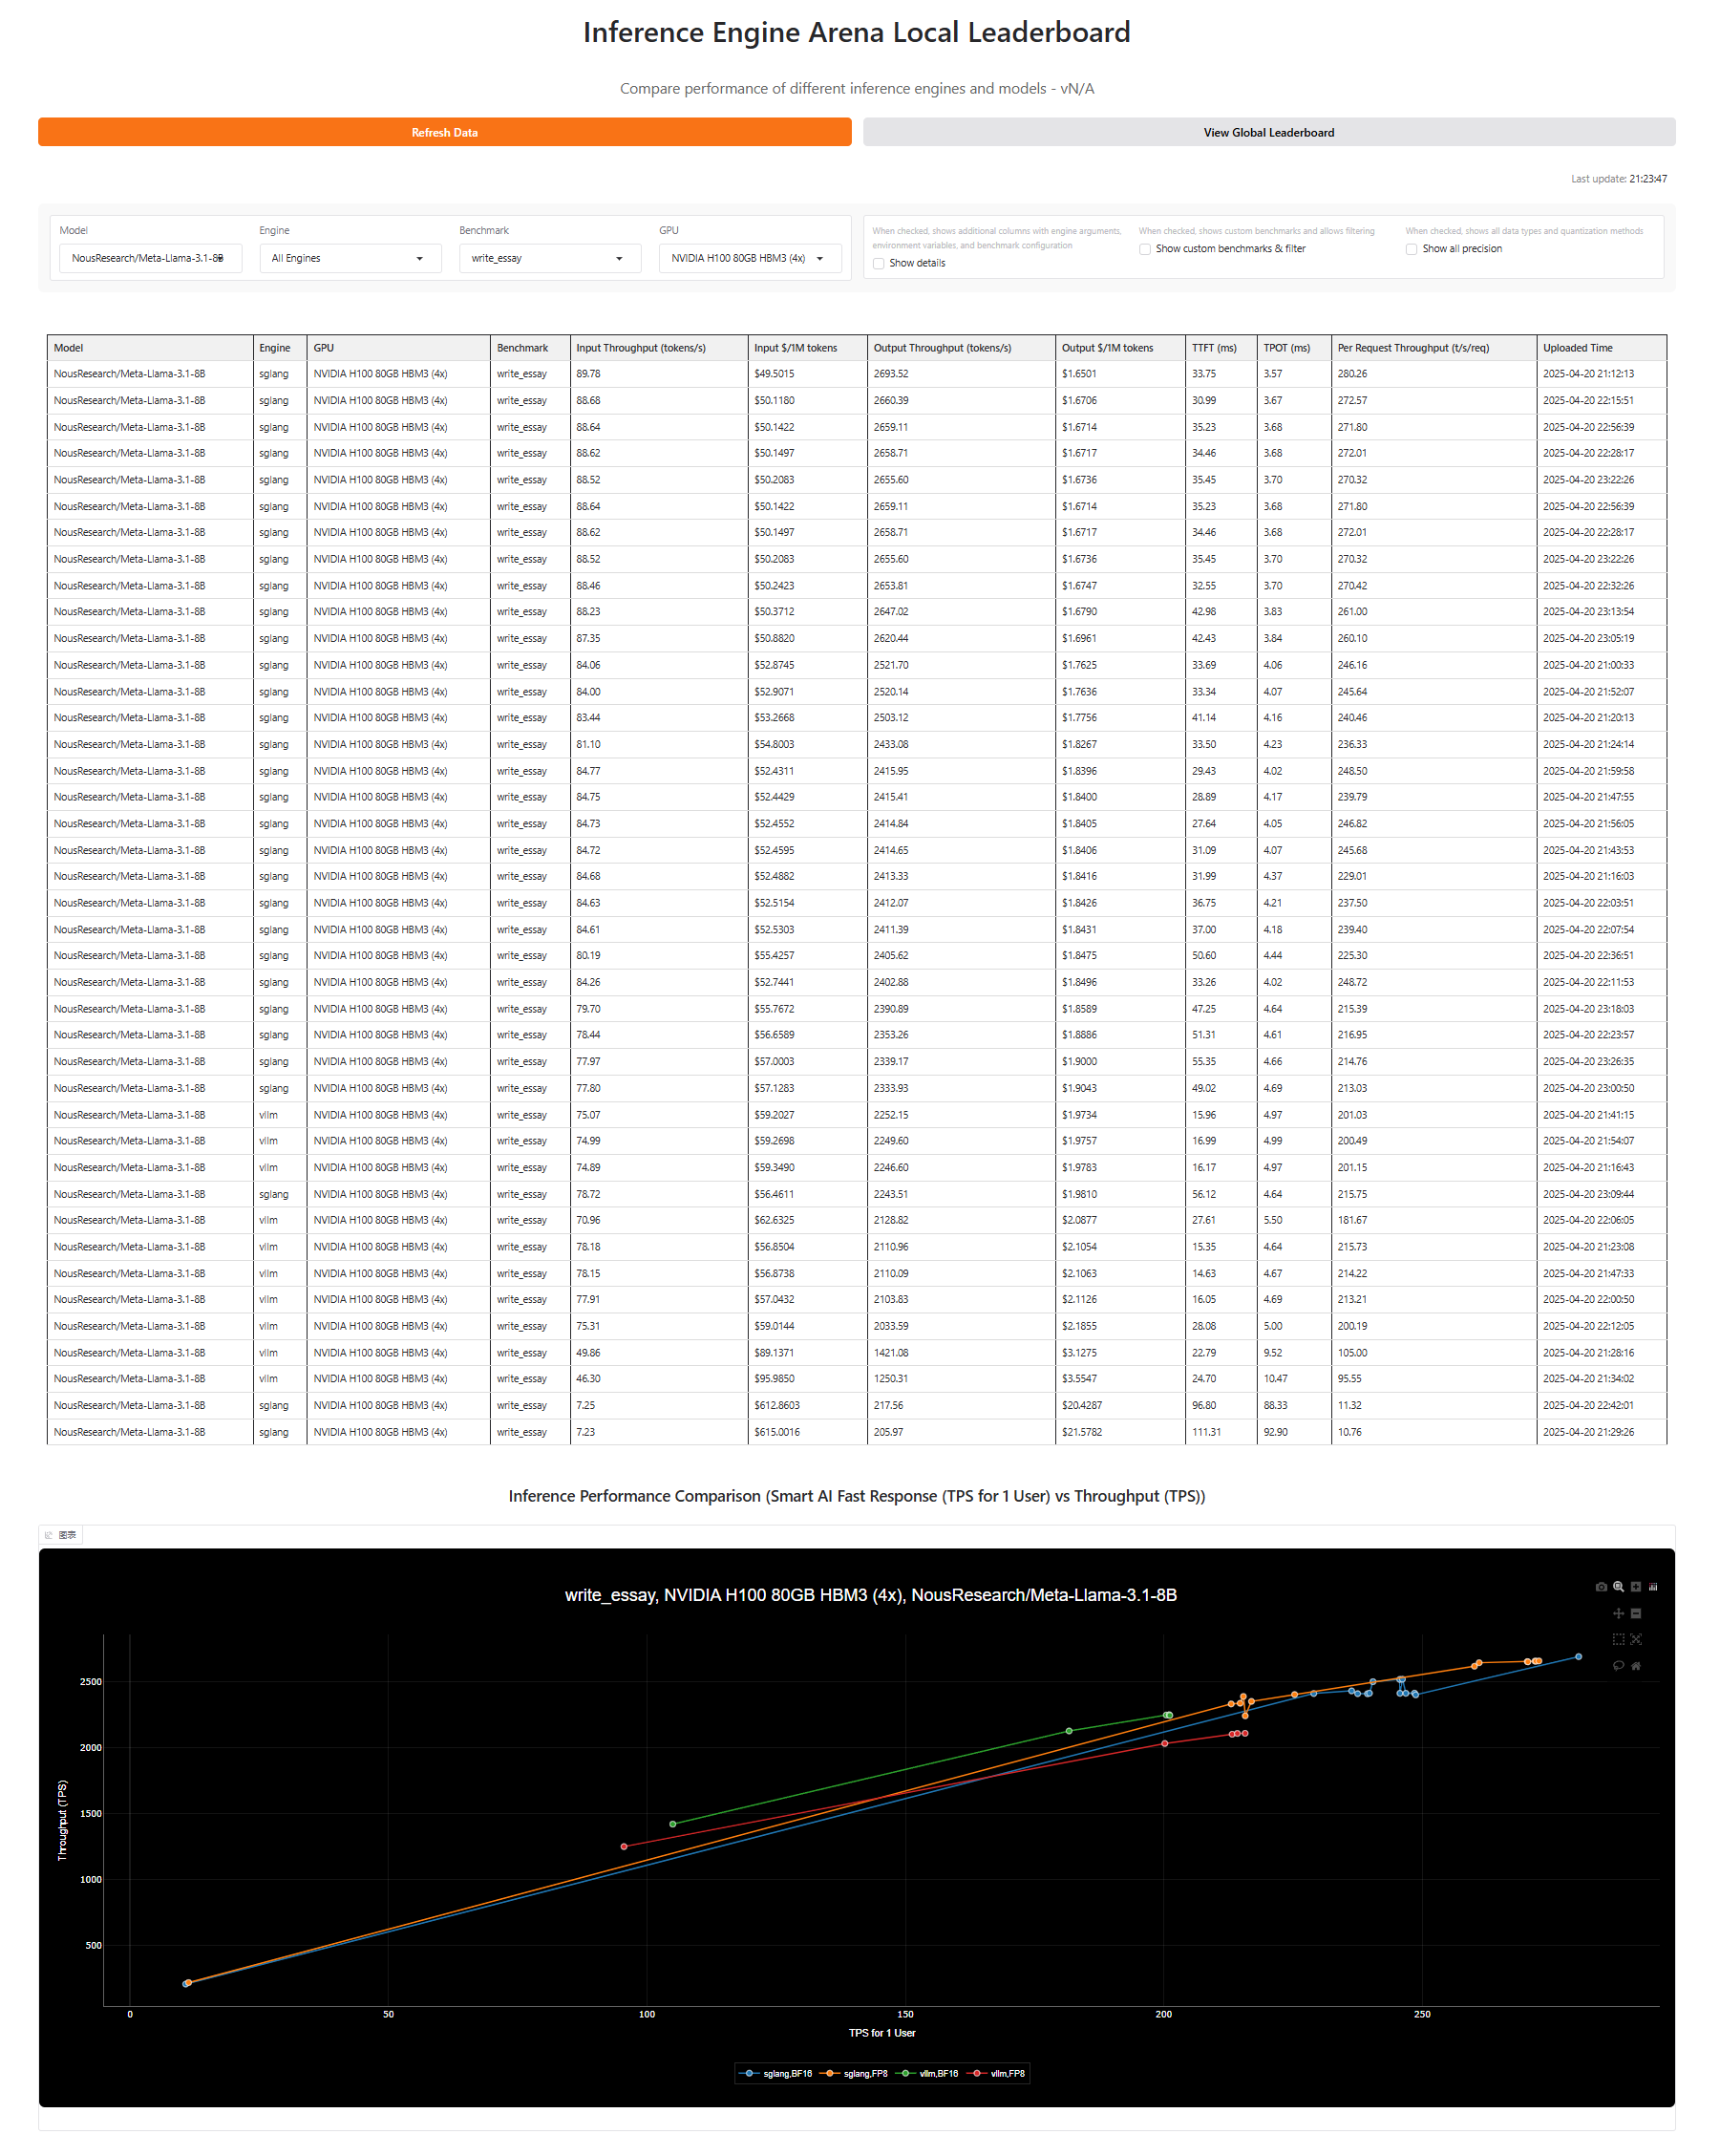 Inference Engine Arena Local Leaderboard
Compare performance of different inference engines and models - vN/A
Refresh Data
View Global Leaderboard
Last update: 21:23:47
Model Engine Benchmark GPU
NousResearch/Meta-Llama-3.1-8B All Engines write_essay NVIDIA H100 80GB HBM3 (4x)
When checked, shows additional columns with engine arguments, environment variables, and benchmark configuration
Show details
When checked, shows custom benchmarks and allows filtering
Show custom benchmarks & filter
When checked, shows all data types and quantization methods
Show all precision
Model Engine GPU Benchmark Input Throughput (tokens/s) Input $/1M tokens Output Throughput (tokens/s) Output $/1M tokens TTFT (ms) TPOT (ms) Per Request Throughput (t/s/req) Uploaded Time
NousResearch/Meta-Llama-3.1-8B sglang NVIDIA H100 80GB HBM3 (4x) write_essay 89.78 $49.5015 2693.52 $1.6501 33.75 3.57 280.26 2025-04-20 21:12:13
NousResearch/Meta-Llama-3.1-8B sglang NVIDIA H100 80GB HBM3 (4x) write_essay 88.68 $50.1180 2660.39 $1.6706 30.99 3.67 272.57 2025-04-20 22:15:51
NousResearch/Meta-Llama-3.1-8B sglang NVIDIA H100 80GB HBM3 (4x) write_essay 88.64 $50.1422 2659.11 $1.6714 35.23 3.68 271.80 2025-04-20 22:56:39
NousResearch/Meta-Llama-3.1-8B sglang NVIDIA H100 80GB HBM3 (4x) write_essay 88.62 $50.1497 2658.71 $1.6717 34.46 3.68 272.01 2025-04-20 22:28:17
NousResearch/Meta-Llama-3.1-8B sglang NVIDIA H100 80GB HBM3 (4x) write_essay 88.52 $50.2083 2655.60 $1.6736 35.45 3.70 270.32 2025-04-20 23:22:26
NousResearch/Meta-Llama-3.1-8B sglang NVIDIA H100 80GB HBM3 (4x) write_essay 88.64 $50.1422 2659.11 $1.6714 35.23 3.68 271.80 2025-04-20 22:56:39
NousResearch/Meta-Llama-3.1-8B sglang NVIDIA H100 80GB HBM3 (4x) write_essay 88.62 $50.1497 2658.71 $1.6717 34.46 3.68 272.01 2025-04-20 22:28:17
NousResearch/Meta-Llama-3.1-8B sglang NVIDIA H100 80GB HBM3 (4x) write_essay 88.52 $50.2083 2655.60 $1.6736 35.45 3.70 270.32 2025-04-20 23:22:26
NousResearch/Meta-Llama-3.1-8B sglang NVIDIA H100 80GB HBM3 (4x) write_essay 88.46 $50.2423 2653.81 $1.6747 32.55 3.70 270.42 2025-04-20 22:32:26
NousResearch/Meta-Llama-3.1-8B sglang NVIDIA H100 80GB HBM3 (4x) write_essay 88.23 $50.3712 2647.02 $1.6790 42.98 3.83 261.00 2025-04-20 23:13:54
NousResearch/Meta-Llama-3.1-8B sglang NVIDIA H100 80GB HBM3 (4x) write_essay 87.35 $50.8820 2620.44 $1.6961 42.43 3.84 260.10 2025-04-20 23:05:19
NousResearch/Meta-Llama-3.1-8B sglang NVIDIA H100 80GB HBM3 (4x) write_essay 84.06 $52.8745 2521.70 $1.7625 33.69 4.06 246.16 2025-04-20 21:00:33
NousResearch/Meta-Llama-3.1-8B sglang NVIDIA H100 80GB HBM3 (4x) write_essay 84.00 $52.9071 2520.14 $1.7636 33.34 4.07 245.64 2025-04-20 21:52:07
NousResearch/Meta-Llama-3.1-8B sglang NVIDIA H100 80GB HBM3 (4x) write_essay 83.44 $53.2668 2503.12 $1.7756 41.14 4.16 240.46 2025-04-20 21:20:13
NousResearch/Meta-Llama-3.1-8B sglang NVIDIA H100 80GB HBM3 (4x) write_essay 81.10 $54.8003 2433.08 $1.8267 33.50 4.23 236.33 2025-04-20 21:24:14
NousResearch/Meta-Llama-3.1-8B sglang NVIDIA H100 80GB HBM3 (4x) write_essay 84.77 $52.4311 2415.95 $1.8396 29.43 4.02 248.50 2025-04-20 21:59:58
NousResearch/Meta-Llama-3.1-8B sglang NVIDIA H100 80GB HBM3 (4x) write_essay 84.75 $52.4429 2415.41 $1.8400 28.89 4.17 239.79 2025-04-20 21:47:55
NousResearch/Meta-Llama-3.1-8B sglang NVIDIA H100 80GB HBM3 (4x) write_essay 84.73 $52.4552 2414.84 $1.8405 27.64 4.05 246.82 2025-04-20 21:56:05
NousResearch/Meta-Llama-3.1-8B sglang NVIDIA H100 80GB HBM3 (4x) write_essay 84.72 $52.4595 2414.65 $1.8406 31.09 4.07 245.68 2025-04-20 21:43:53
NousResearch/Meta-Llama-3.1-8B sglang NVIDIA H100 80GB HBM3 (4x) write_essay 84.68 $52.4882 2413.33 $1.8416 31.99 4.37 229.01 2025-04-20 21:16:03
NousResearch/Meta-Llama-3.1-8B sglang NVIDIA H100 80GB HBM3 (4x) write_essay 84.63 $52.5154 2412.07 $1.8426 36.75 4.21 237.50 2025-04-20 22:03:51
NousResearch/Meta-Llama-3.1-8B sglang NVIDIA H100 80GB HBM3 (4x) write_essay 84.61 $52.5303 2411.39 $1.8431 37.00 4.18 239.40 2025-04-20 22:07:54
NousResearch/Meta-Llama-3.1-8B sglang NVIDIA H100 80GB HBM3 (4x) write_essay 80.19 $55.4257 2405.62 $1.8475 50.60 4.44 225.30 2025-04-20 22:36:51
NousResearch/Meta-Llama-3.1-8B sglang NVIDIA H100 80GB HBM3 (4x) write_essay 84.26 $52.7441 2402.88 $1.8496 33.26 4.02 248.72 2025-04-20 22:11:53
NousResearch/Meta-Llama-3.1-8B sglang NVIDIA H100 80GB HBM3 (4x) write_essay 79.70 $55.7672 2390.89 $1.8589 47.25 4.64 215.39 2025-04-20 23:18:03
NousResearch/Meta-Llama-3.1-8B sglang NVIDIA H100 80GB HBM3 (4x) write_essay 78.44 $56.6589 2353.26 $1.8886 51.31 4.61 216.95 2025-04-20 22:23:57
NousResearch/Meta-Llama-3.1-8B sglang NVIDIA H100 80GB HBM3 (4x) write_essay 77.97 $57.0003 2339.17 $1.9000 55.35 4.66 214.76 2025-04-20 23:26:35
NousResearch/Meta-Llama-3.1-8B sglang NVIDIA H100 80GB HBM3 (4x) write_essay 77.80 $57.1283 2333.93 $1.9043 49.02 4.69 213.03 2025-04-20 23:00:50
NousResearch/Meta-Llama-3.1-8B vllm NVIDIA H100 80GB HBM3 (4x) write_essay 75.07 $59.2027 2252.15 $1.9734 15.96 4.97 201.03 2025-04-20 21:41:15
NousResearch/Meta-Llama-3.1-8B vllm NVIDIA H100 80GB HBM3 (4x) write_essay 74.99 $59.2698 2249.60 $1.9757 16.99 4.99 200.49 2025-04-20 21:54:07
NousResearch/Meta-Llama-3.1-8B vllm NVIDIA H100 80GB HBM3 (4x) write_essay 74.89 $59.3490 2246.60 $1.9783 16.17 4.97 201.15 2025-04-20 21:16:43
NousResearch/Meta-Llama-3.1-8B sglang NVIDIA H100 80GB HBM3 (4x) write_essay 78.72 $56.4611 2243.51 $1.9810 56.12 4.64 215.75 2025-04-20 23:09:44
NousResearch/Meta-Llama-3.1-8B vllm NVIDIA H100 80GB HBM3 (4x) write_essay 70.96 $62.6325 2128.82 $2.0877 27.61 5.50 181.67 2025-04-20 22:06:05
NousResearch/Meta-Llama-3.1-8B vllm NVIDIA H100 80GB HBM3 (4x) write_essay 78.18 $56.8504 2110.96 $2.1054 15.35 4.64 215.73 2025-04-20 21:23:08
NousResearch/Meta-Llama-3.1-8B vllm NVIDIA H100 80GB HBM3 (4x) write_essay 78.15 $56.8738 2110.09 $2.1063 14.63 4.67 214.22 2025-04-20 21:47:33
NousResearch/Meta-Llama-3.1-8B vllm NVIDIA H100 80GB HBM3 (4x) write_essay 77.91 $57.0432 2103.83 $2.1126 16.05 4.69 213.21 2025-04-20 22:00:50
NousResearch/Meta-Llama-3.1-8B vllm NVIDIA H100 80GB HBM3 (4x) write_essay 75.31 $59.0144 2033.59 $2.1855 28.08 5.00 200.19 2025-04-20 22:12:05
NousResearch/Meta-Llama-3.1-8B vllm NVIDIA H100 80GB HBM3 (4x) write_essay 49.86 $89.1371 1421.08 $3.1275 22.79 9.52 105.00 2025-04-20 21:28:16
NousResearch/Meta-Llama-3.1-8B vllm NVIDIA H100 80GB HBM3 (4x) write_essay 46.30 $95.9850 1250.31 $3.5547 24.70 10.47 95.55 2025-04-20 21:34:02
NousResearch/Meta-Llama-3.1-8B sglang NVIDIA H100 80GB HBM3 (4x) write_essay 7.25 $612.8603 217.56 $20.4287 96.80 88.33 11.32 2025-04-20 22:42:01
NousResearch/Meta-Llama-3.1-8B sglang NVIDIA H100 80GB HBM3 (4x) write_essay 7.23 $615.0016 205.97 $21.5782 111.31 92.90 10.76 2025-04-20 21:29:26
Inference Performance Comparison (Smart AI Fast Response (TPS for 1 User) vs Throughput (TPS))
图表
write_essay, NVIDIA H100 80GB HBM3 (4x), NousResearch/Meta-Llama-3.1-8B
Throughput (TPS)
2500
2000
1500
1000
500
0 50 100 150 200 250
TPS for 1 User
sglang,BF16 sglang,FP8 vllm,BF16 vllm,FP8